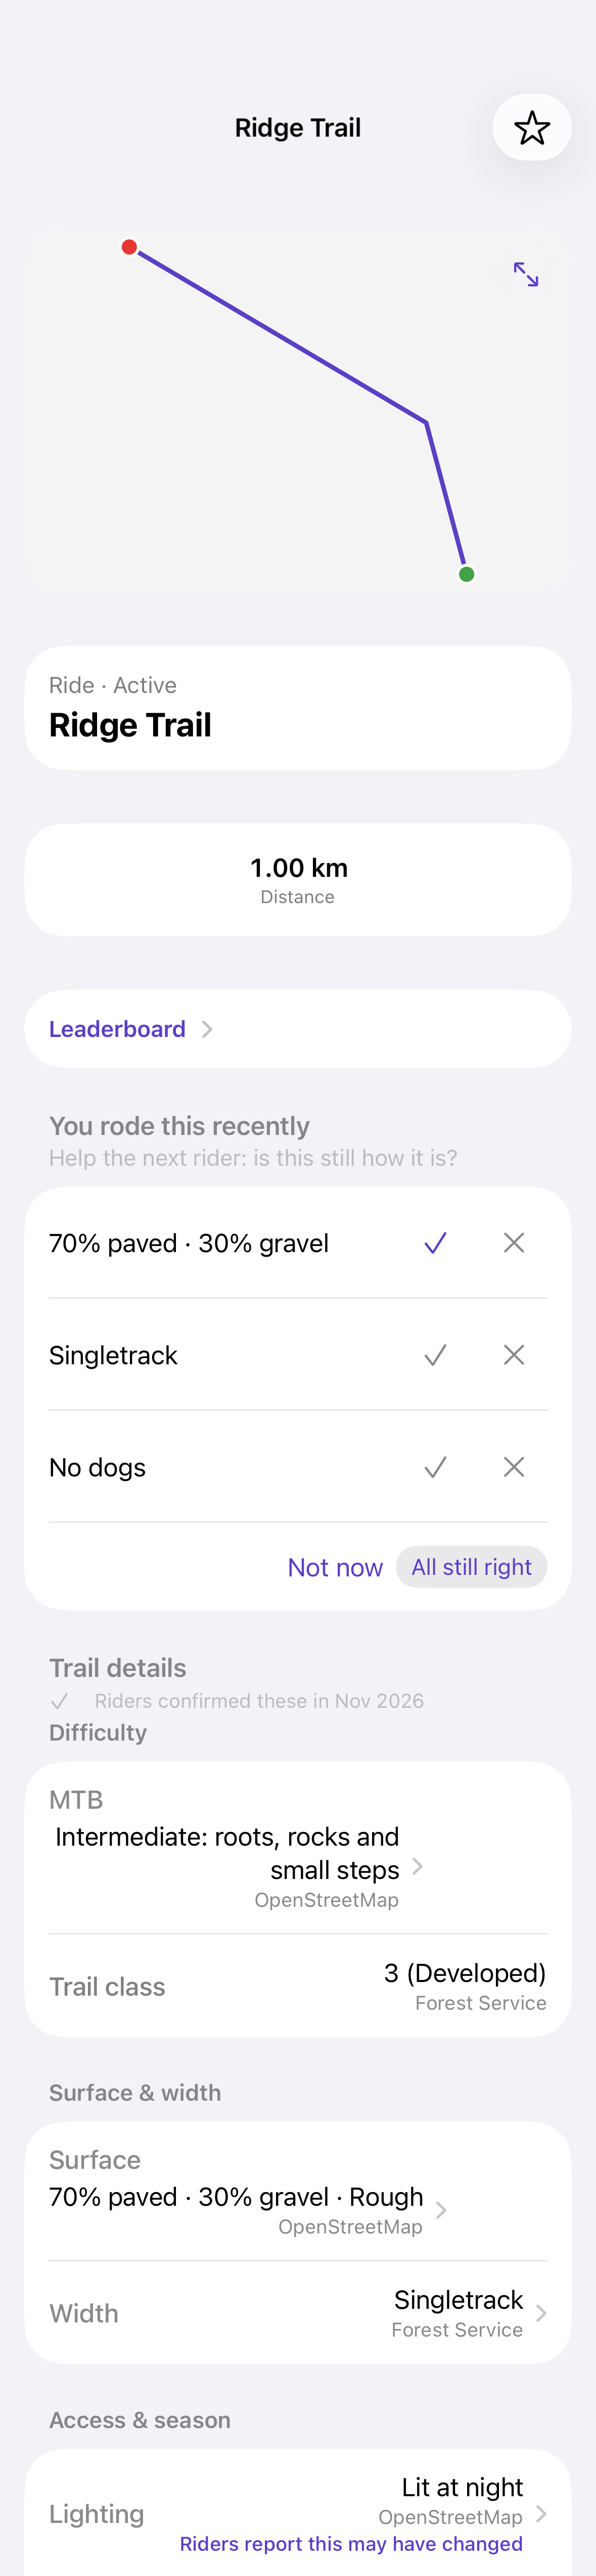 Ridge Trail
Ride · Active
Ridge Trail
1.00 km
Distance
Leaderboard
You rode this recently
Help the next rider: is this still how it is?
70% paved · 30% gravel
Singletrack
No dogs
Not now
All still right
Trail details
Riders confirmed these in Nov 2026
Difficulty
MTB
Intermediate: roots, rocks and
small steps
OpenStreetMap
Trail class
3 (Developed)
Forest Service
Surface & width
Surface
70% paved · 30% gravel · Rough
OpenStreetMap
Width
Singletrack
Forest Service
Access & season
Lighting
Lit at night
OpenStreetMap
Riders report this may have changed